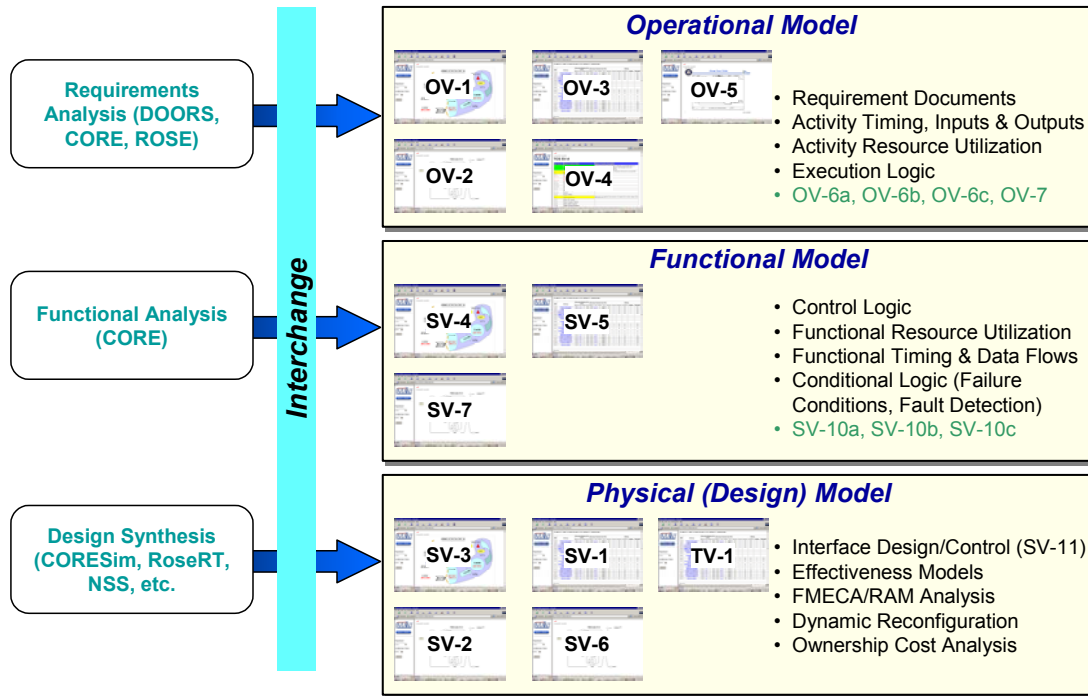 Requirements
Analysis (DOORS,
CORE, ROSE)
Functional Analysis
(CORE)
Design Synthesis
(CORESim, RoseRT,
NSS, etc.
Interchange
Operational Model
OV-1
OV-3
OV-5
OV-2
OV-4
• Requirement Documents
• Activity Timing, Inputs & Outputs
• Activity Resource Utilization
• Execution Logic
• OV-6a, OV-6b, OV-6c, OV-7
Functional Model
SV-4
SV-5
SV-7
• Control Logic
• Functional Resource Utilization
• Functional Timing & Data Flows
• Conditional Logic (Failure
Conditions, Fault Detection)
• SV-10a, SV-10b, SV-10c
Physical (Design) Model
SV-3
SV-1
TV-1
SV-2
SV-6
• Interface Design/Control (SV-11)
• Effectiveness Models
• FMECA/RAM Analysis
• Dynamic Reconfiguration
• Ownership Cost Analysis